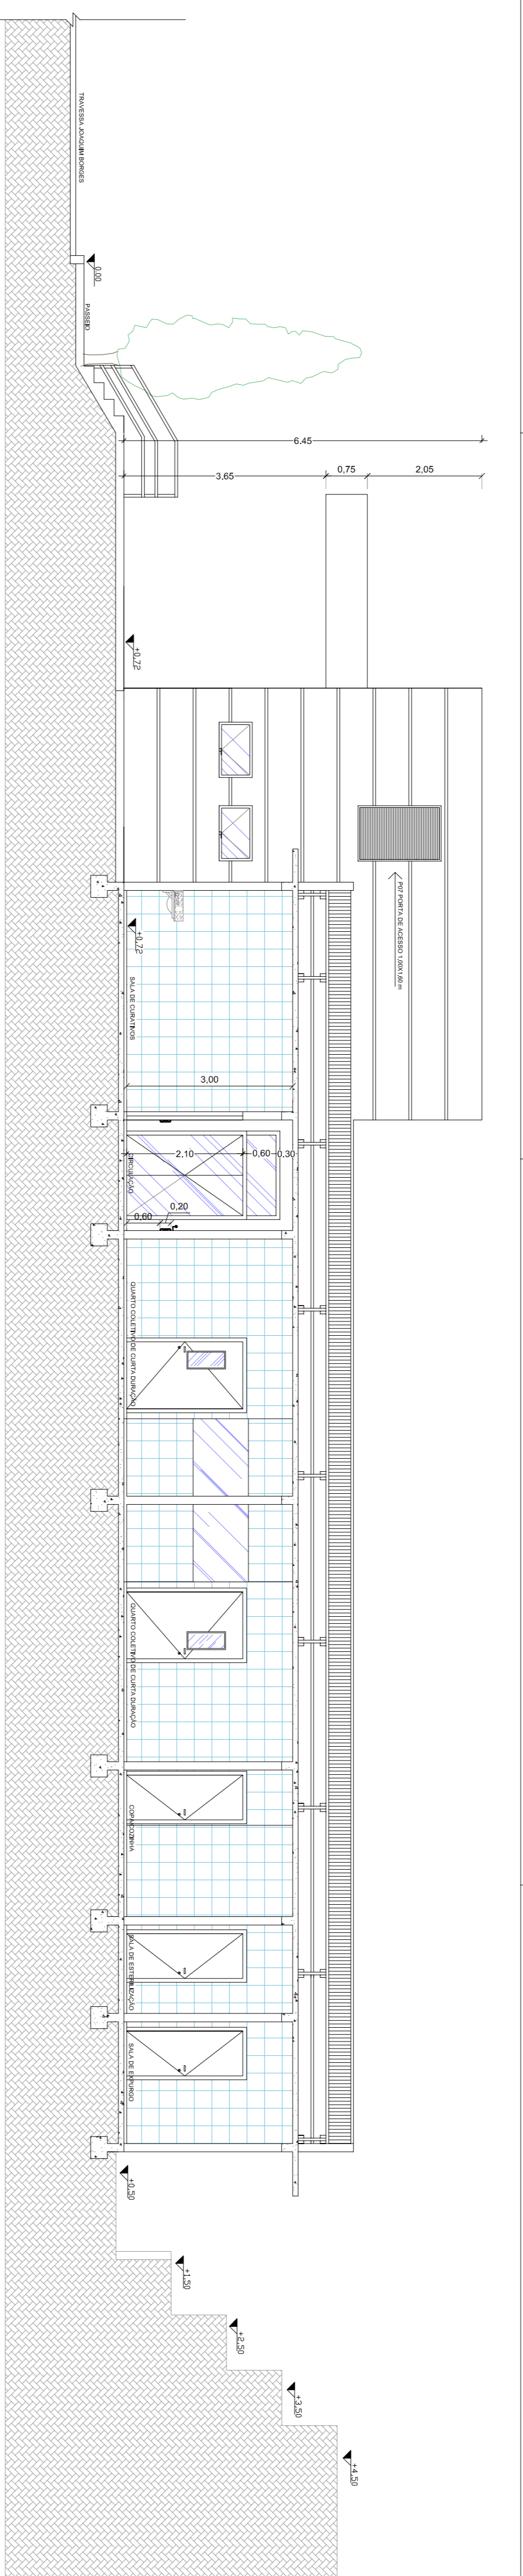 TRAVESSA JOAQUIM BORGES
0.00
PASSEIO
6.45
3,65
0,75
2,05
+0,72
P07 PORTA DE ACESSO 1,00X1,60 m
+0,72
SALA DE CURATIVOS
3,00
CIRCULAÇÃO
2,10
0,60
0,30
0,20
0,60
QUARTO COLETIVO DE CURTA DURAÇÃO
QUARTO COLETIVO DE CURTA DURAÇÃO
COPA/COZINHA
SALA DE ESTERILIZAÇÃO
SALA DE EXPURGO
+0,50
+1,50
+2,50
+3,50
+4,50